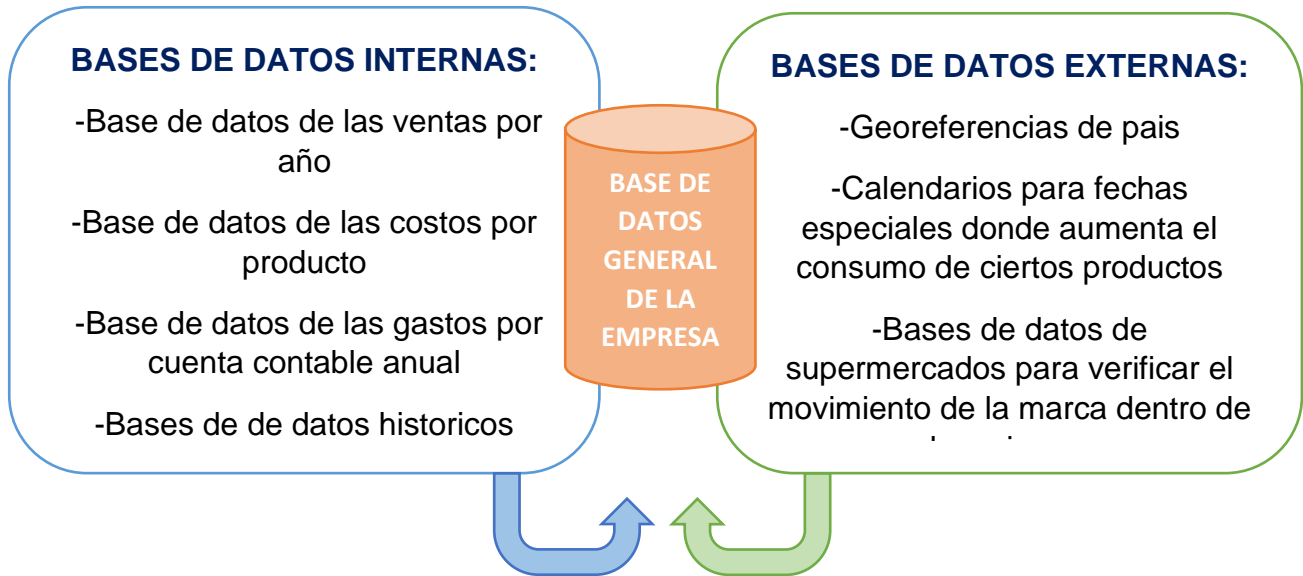 BASES DE DATOS INTERNAS:
-Base de datos de las ventas por
año
-Base de datos de las costos por
producto
-Base de datos de las gastos por
cuenta contable anual
-Bases de de datos historicos
BASE DE
DATOS
GENERAL
DE LA
EMPRESA
BASES DE DATOS EXTERNAS:
-Georeferencias de pais
-Calendarios para fechas
especiales donde aumenta el
consumo de ciertos productos
-Bases de datos de
supermercados para verificar el
movimiento de la marca dentro de